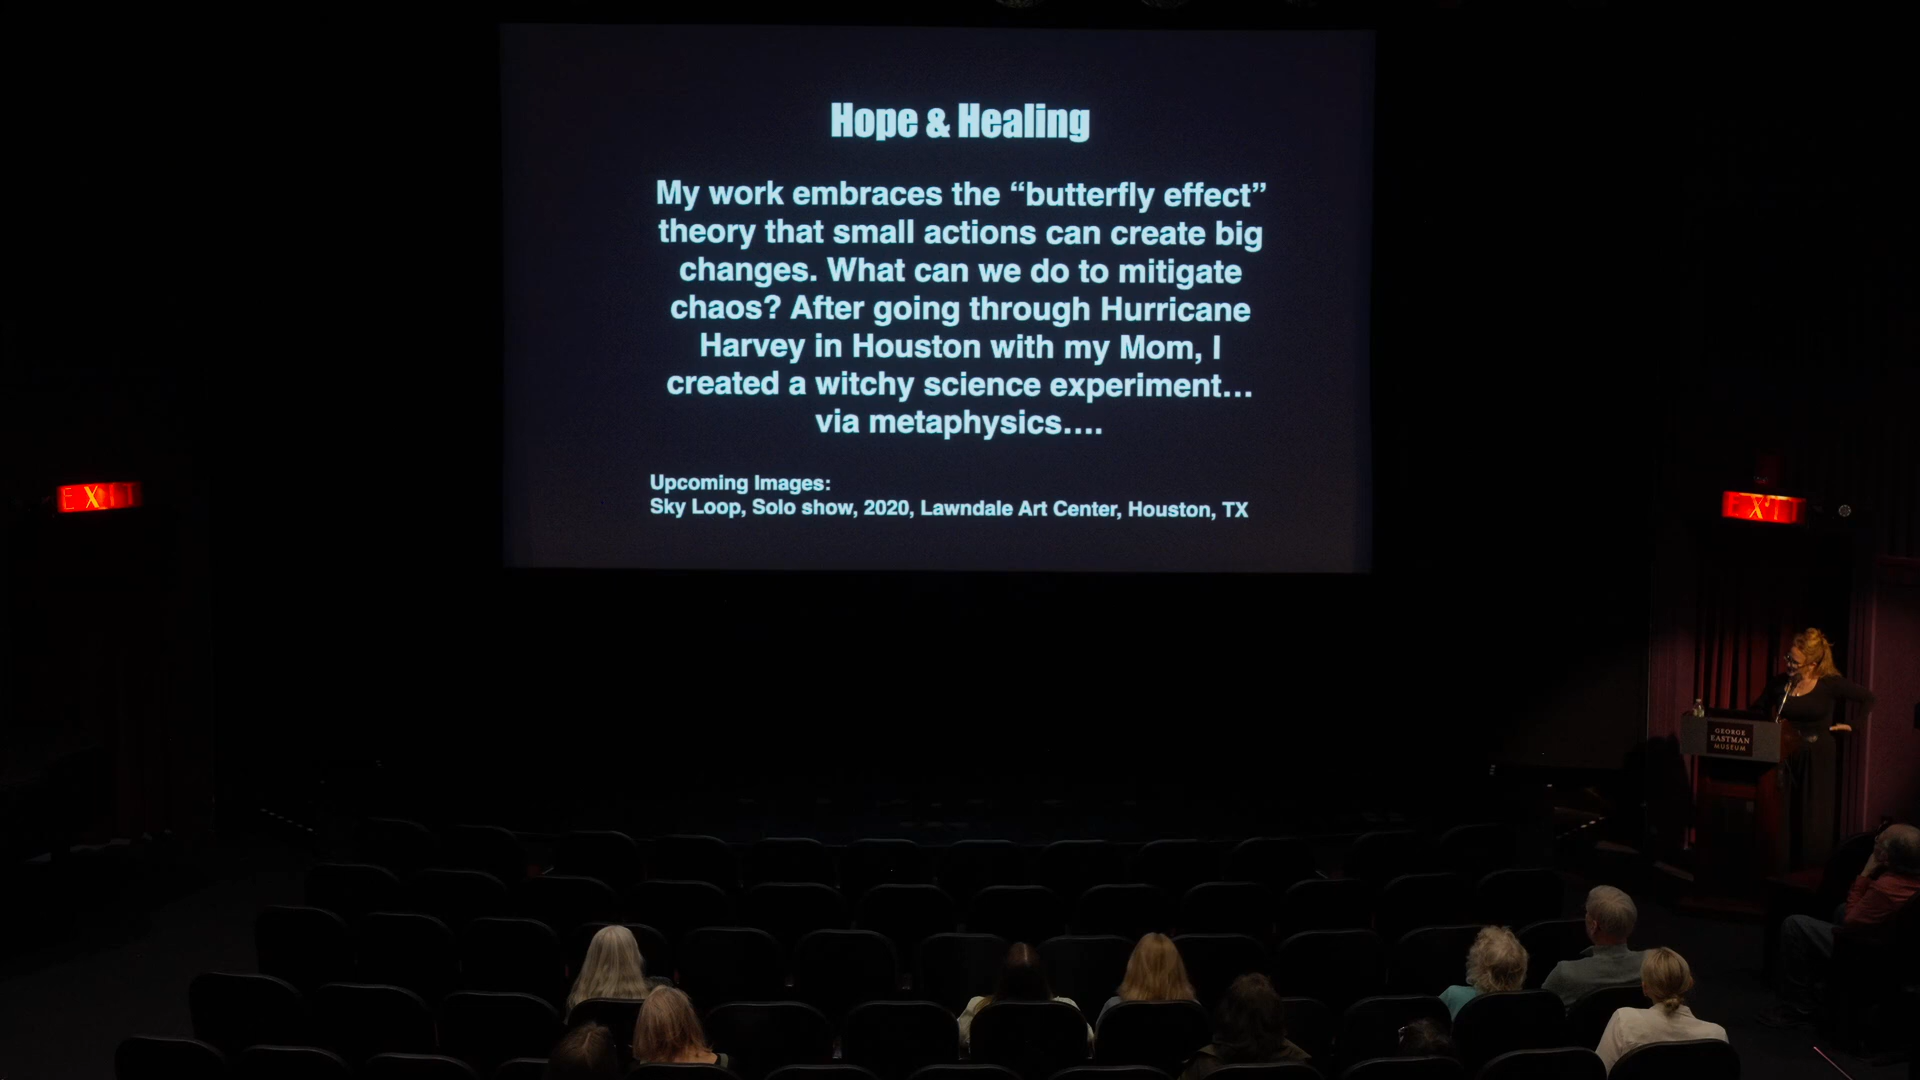 Hope & Healing
My work embraces the “butterfly effect”
theory that small actions can create big
changes. What can we do to mitigate
chaos? After going through Hurricane
Harvey in Houston with my Mom, I
created a witchy science experiment...
via metaphysics....
Upcoming Images:
Sky Loop, Solo show, 2020, Lawndale Art Center, Houston, TX
EXIT
EXIT
GEORGE
EASTMAN
MUSEUM